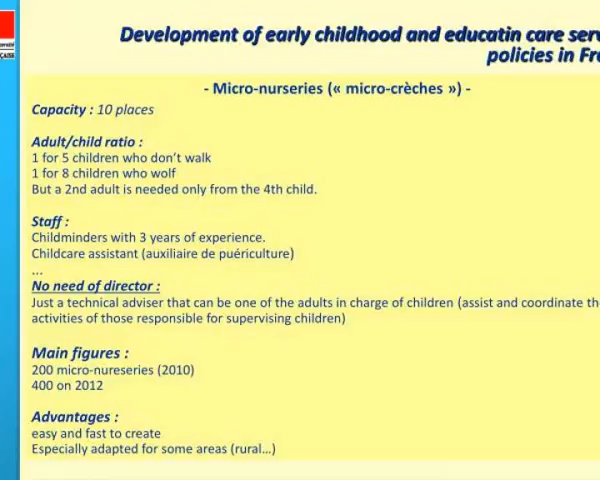 Development of early childhood and educatin care serv
policies in Fr
- Micro-nurseries (« micro-crèches ») -
Capacity : 10 places
Adult/child ratio :
1 for 5 children who don't walk
1 for 8 children who wolf
But a 2nd adult is needed only from the 4th child.
Staff :
Childminders with 3 years of experience.
Childcare assistant (auxiliaire de puériculture)
...
No need of director :
Just a technical adviser that can be one of the adults in charge of children (assist and coordinate th
activities of those responsible for supervising children)
Main figures :
200 micro-nureseries (2010)
400 on 2012
Advantages :
easy and fast to create
Especially adapted for some areas (rural...)